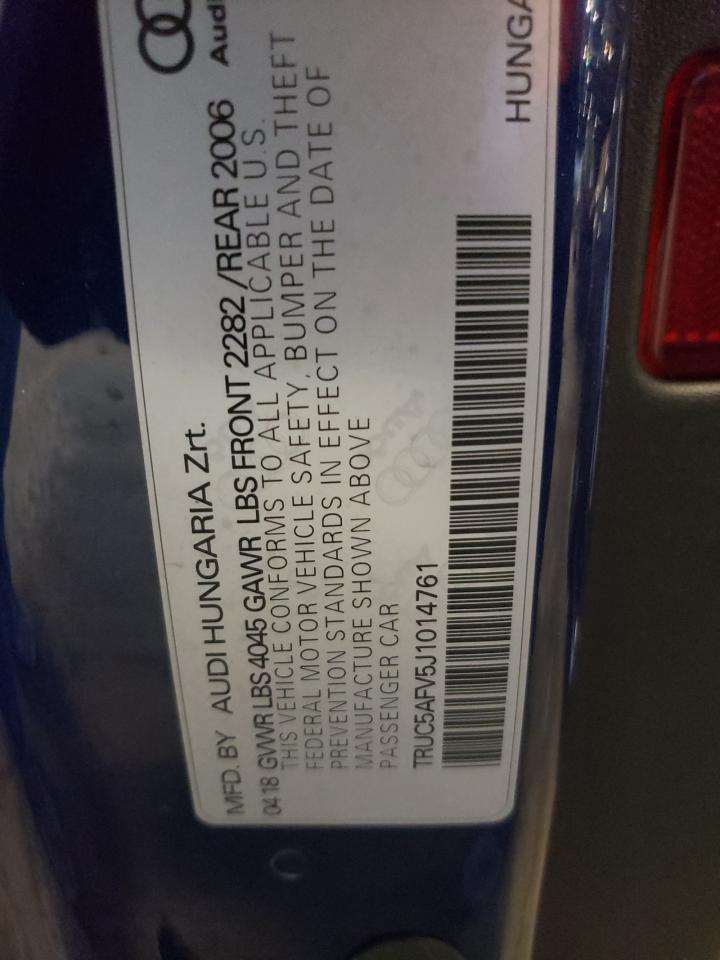 Audi
HUNGA
MFD. BY AUDI HUNGARIA Zrt.
0418 GVWR LBS 4045 GAWR LBS FRONT 2282 /REAR 2006
THIS VEHICLE CONFORMS TO ALL APPLICABLE U.S.
FEDERAL MOTOR VEHICLE SAFETY, BUMPER AND THEFT
PREVENTION STANDARDS IN EFFECT ON THE DATE OF
MANUFACTURE SHOWN ABOVE
PASSENGER CAR
TRUC5AFV5J1014761